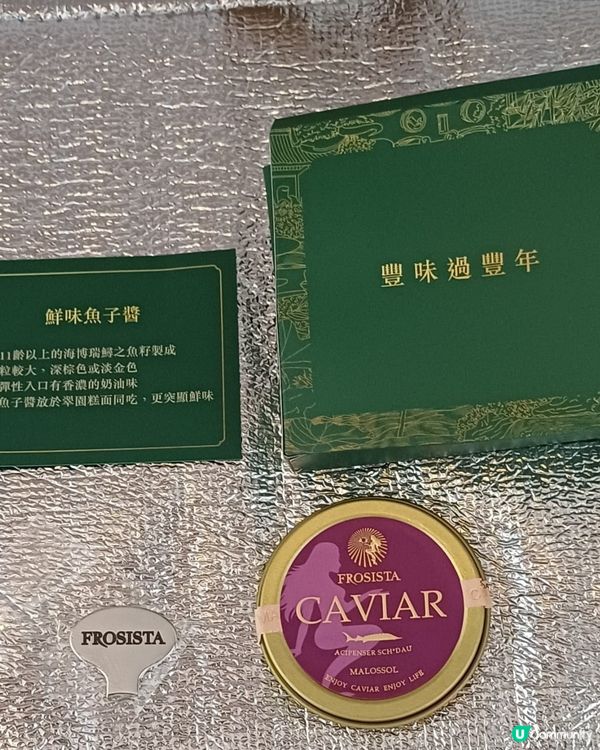 豐味過豐年
鮮味魚子醬
11齡以上的海博瑞鱘之魚籽製成
粒較大、深棕色或淡金色
彈性入口有香濃的奶油味
魚子醬放於翠園糕面同吃，更突顯鮮味
FROSISTA
FROSISTA
CAVIAR
ACIPENSER SCH*DAU
MALOSSOL
ENJOY CAVIAR ENJOY LIFE
U Community